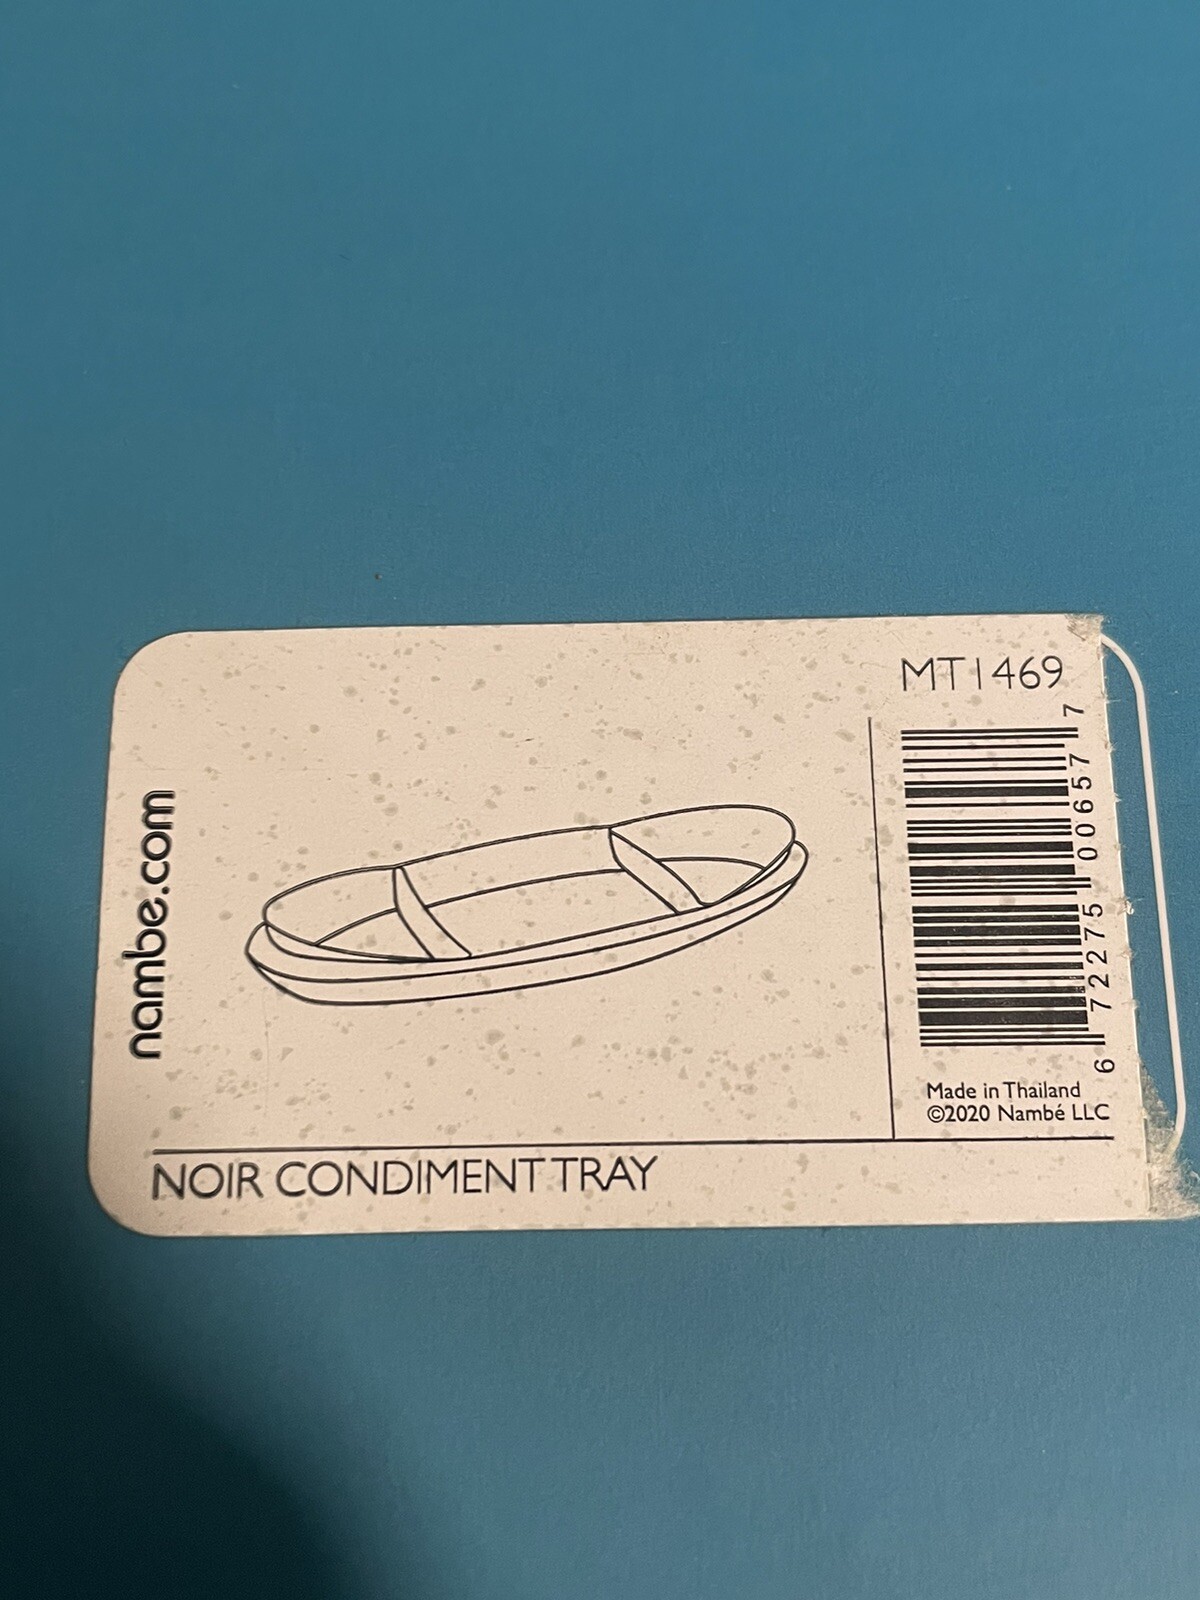 nambe.com
MT1469
6 72275 00657 7
Made in Thailand
©2020 Nambé LLC
NOIR CONDIMENT TRAY